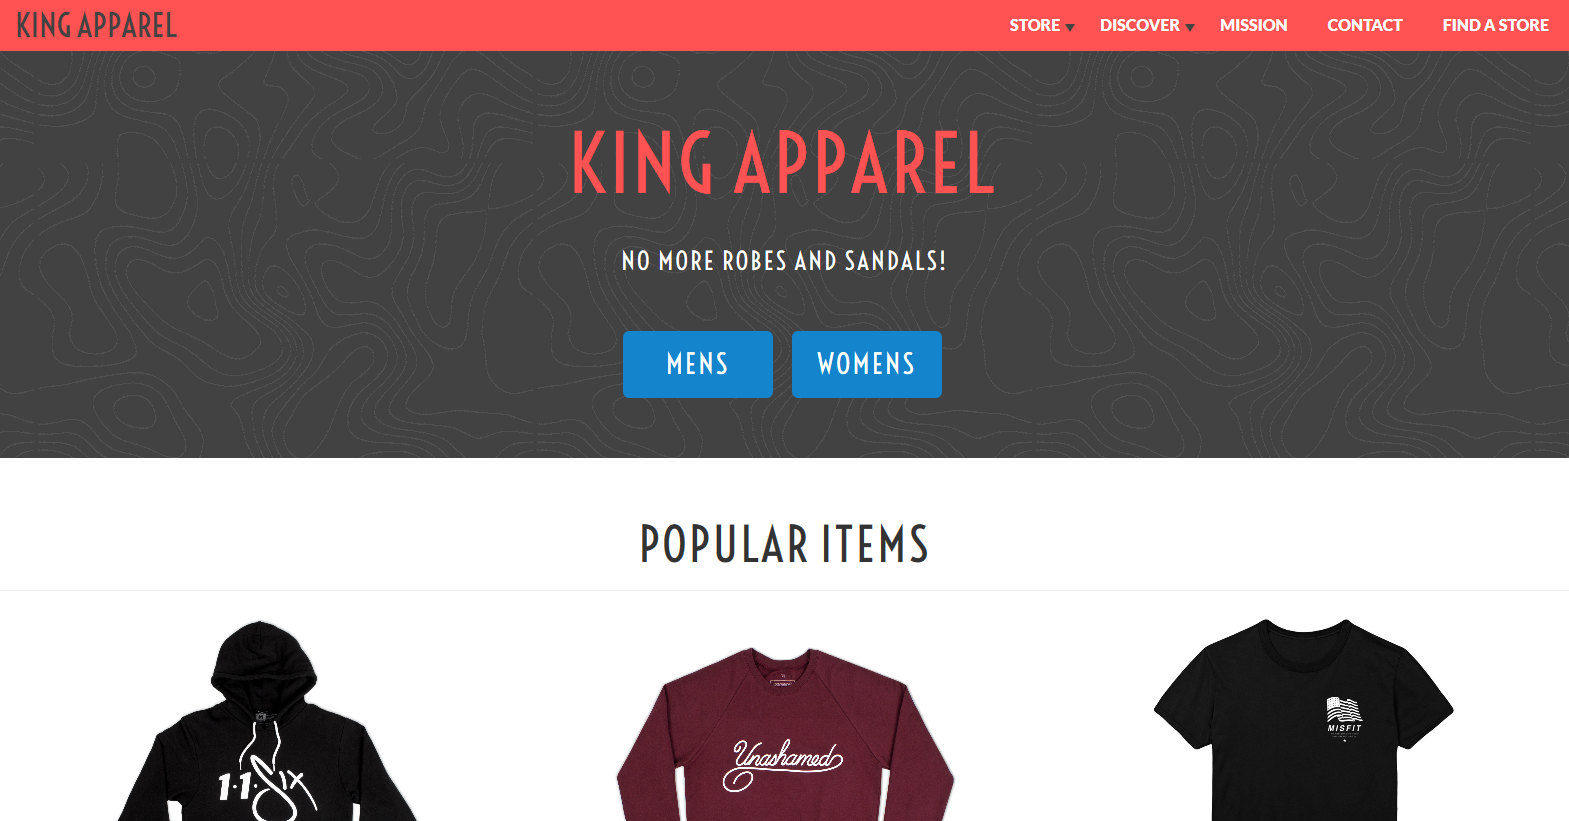 KING APPAREL
STORE DISCOVER MISSION CONTACT FIND A STORE
KING APPAREL
NO MORE ROBES AND SANDALS!
MENS WOMENS
POPULAR ITEMS
1·1·Six
Unashamed
MISFIT